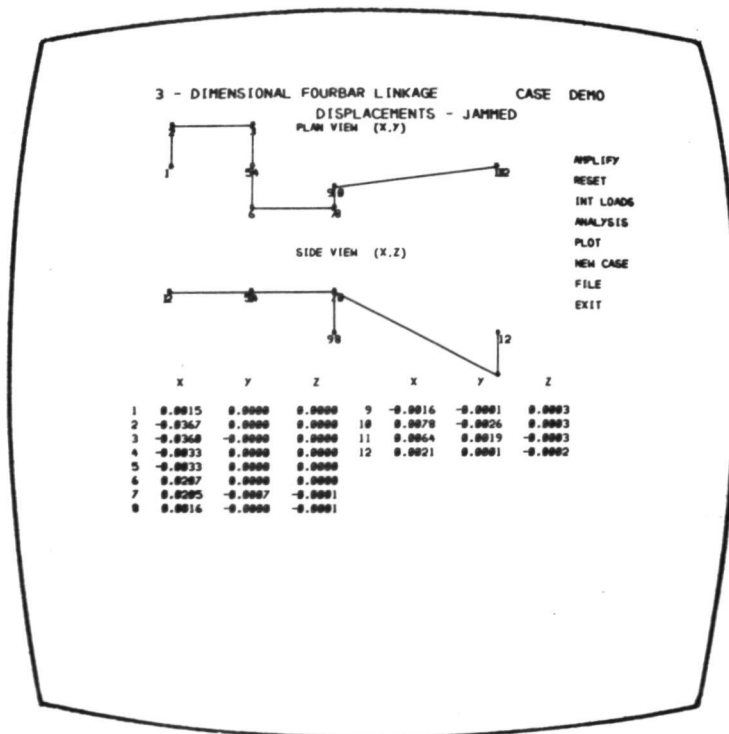 3 - DIMENSIONAL FOURBAR LINKAGE CASE DEMO
DISPLACEMENTS - JAMMED
PLAN VIEW (X,Y)
1
6
AMPLIFY
RESET
INT LOADS
ANALYSIS
PLOT
NEW CASE
FILE
EXIT
SIDE VIEW (X,Z)
12
98
12
X Y Z X Y Z
1 0.0015 0.0000 0.0000 9 -0.0016 -0.0001 0.0003
2 -0.0367 0.0000 0.0000 10 0.0078 -0.0026 0.0003
3 -0.0360 -0.0000 0.0000 11 0.0064 0.0019 -0.0003
4 -0.0033 0.0000 0.0000 12 0.0021 0.0001 -0.0002
5 -0.0033 0.0000 0.0000
6 0.0207 0.0000 0.0000
7 0.0205 -0.0007 -0.0001
8 0.0016 -0.0000 -0.0001